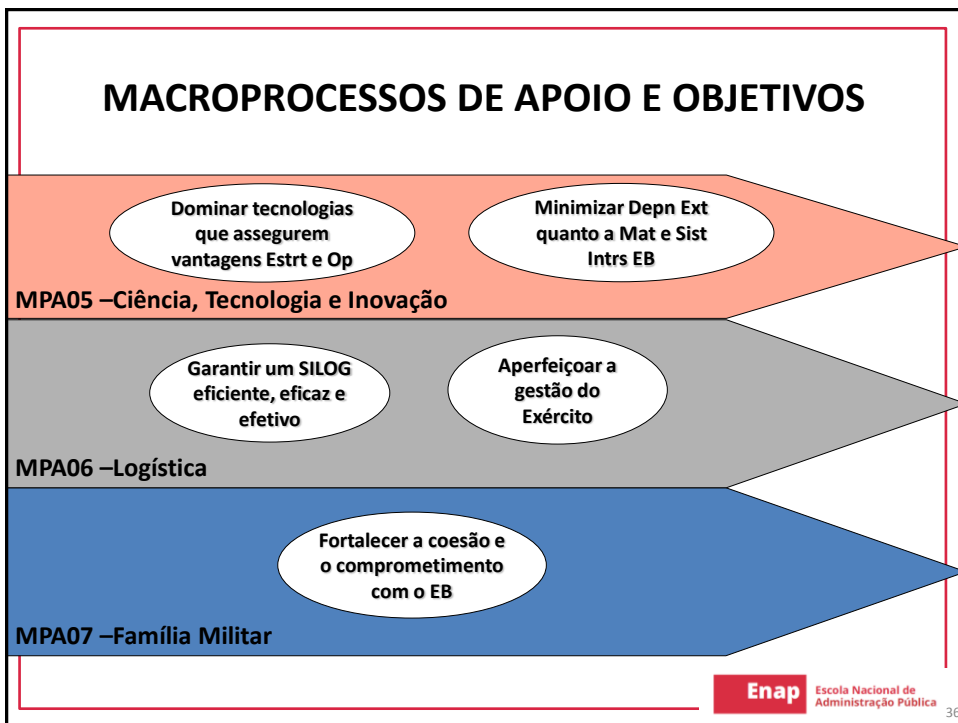 MACROPROCESSOS DE APOIO E OBJETIVOS
Dominar tecnologias
que assegurem
vantagens Estrt e Op
Minimizar Depn Ext
quanto a Mat e Sist
Intrs EB
MPA05 –Ciência, Tecnologia e Inovação
Garantir um SILOG
eficiente, eficaz e
efetivo
Aperfeiçoar a
gestão do
Exército
MPA06 –Logística
Fortalecer a coesão e
o comprometimento
com o EB
MPA07 –Família Militar
Enap
Escola Nacional de
Administração Pública
36